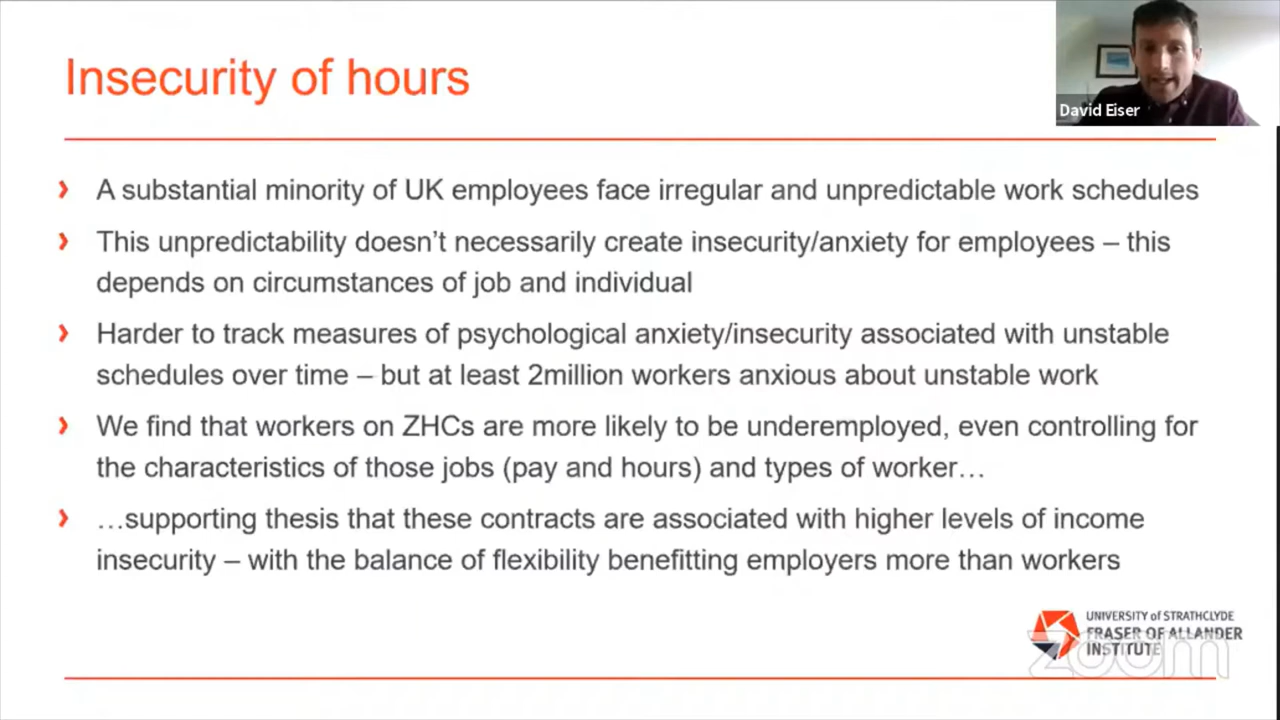 Insecurity of hours
David Eiser
› A substantial minority of UK employees face irregular and unpredictable work schedules
› This unpredictability doesn't necessarily create insecurity/anxiety for employees – this
depends on circumstances of job and individual
› Harder to track measures of psychological anxiety/insecurity associated with unstable
schedules over time – but at least 2million workers anxious about unstable work
› We find that workers on ZHCs are more likely to be underemployed, even controlling for
the characteristics of those jobs (pay and hours) and types of worker…
› …supporting thesis that these contracts are associated with higher levels of income
insecurity – with the balance of flexibility benefitting employers more than workers
UNIVERSITY of STRATHCLYDE
FRASER OF ALLANDER
INSTITUTE
zoom